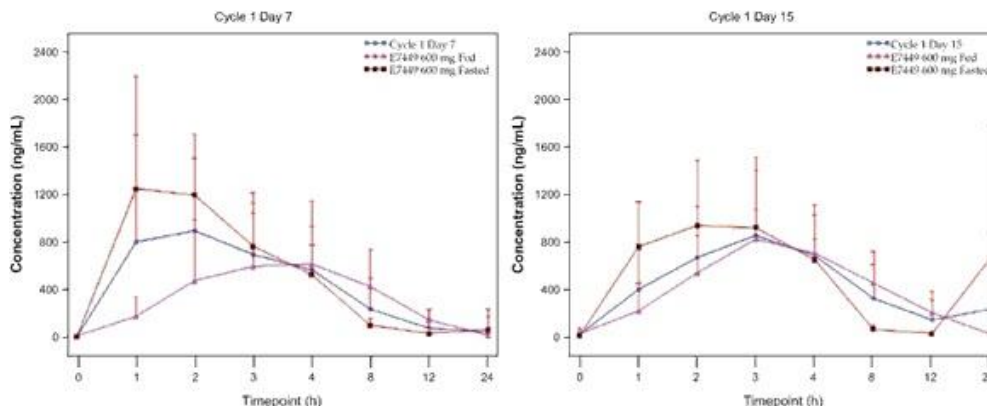 Cycle 1 Day 7
2400
2000
1600
1200
800
400
0
Concentration (ng/mL)
Cycle 1 Day 7
E7449 600 mg Fed
E7449 600 mg Fasted
0 1 2 3 4 8 12 24
Timepoint (h)
Cycle 1 Day 15
2400
2000
1600
1200
800
400
0
Concentration (ng/mL)
Cycle 1 Day 15
E7449 600 mg Fed
E7449 600 mg Fasted
0 1 2 3 4 8 12
Timepoint (h)